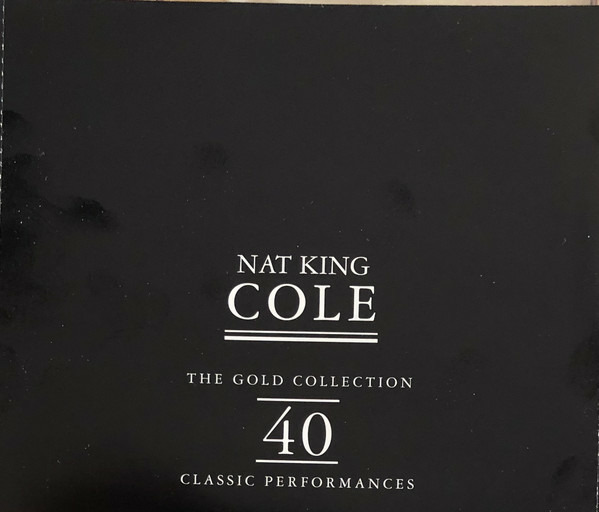 NAT KING
COLE
THE GOLD COLLECTION
40
CLASSIC PERFORMANCES